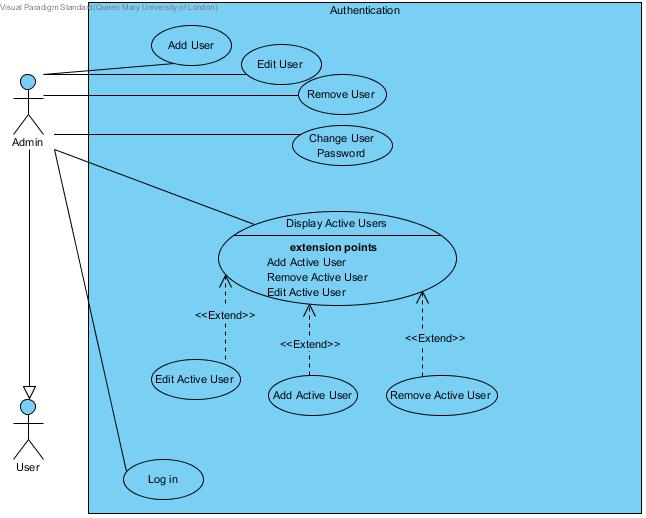 Visual Paradigm Standard(Queen Mary University of London)
Authentication
Add User
Edit User
Remove User
Admin
Change User
Password
Display Active Users
extension points
Add Active User
Remove Active User
Edit Active User
<<Extend>>
<<Extend>>
<<Extend>>
Edit Active User
Add Active User
Remove Active User
User
Log in